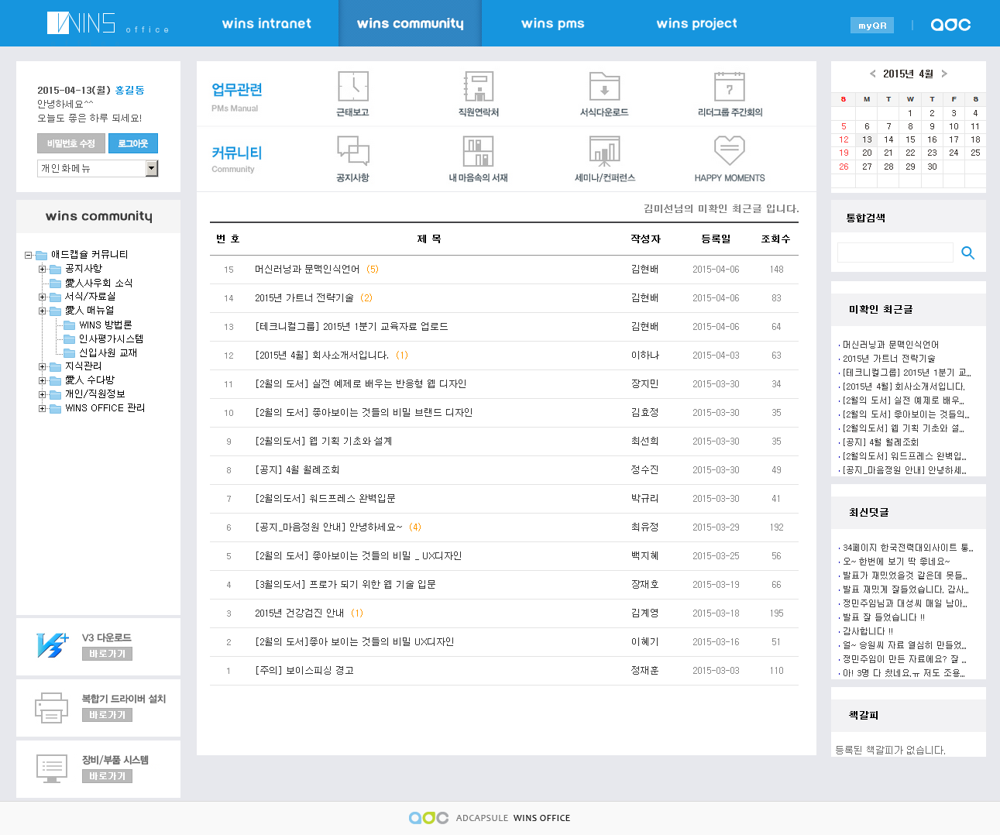 WINS office
wins intranet
wins community
wins pms
wins project
myQR
adc
2015-04-13(월) 홍길동
안녕하세요^^
오늘도 좋은 하루 되세요!
비밀번호 수정
로그아웃
개인화메뉴
wins community
애드캡슐 커뮤니티
공지사항
愛人사우회 소식
서식/자료실
愛人 매뉴얼
WINS 방법론
인사평가시스템
신입사원 교재
지식관리
愛人 수다방
개인/직원정보
WINS OFFICE 관리
V3 다운로드
바로가기
복합기 드라이버 설치
바로가기
장비/부품 시스템
바로가기
업무관련
PMs Manual
근태보고
직원연락처
서식다운로드
7
리더그룹 주간회의
커뮤니티
Community
공지사항
내 마음속의 서재
세미나/컨퍼런스
HAPPY MOMENTS
김미선님의 미확인 최근글 입니다.
번 호 제 목 작성자 등록일 조회수
15 머신러닝과 문맥인식언어 (5) 김현배 2015-04-06 148
14 2015년 가트너 전략기술 (2) 김현배 2015-04-06 83
13 [테크니컬그룹] 2015년 1분기 교육자료 업로드 김현배 2015-04-06 64
12 [2015년 4월] 회사소개서입니다. (1) 이하나 2015-04-03 63
11 [2월의 도서] 실전 예제로 배우는 반응형 웹 디자인 장지민 2015-03-30 34
10 [2월의 도서] 좋아보이는 것들의 비밀 브랜드 디자인 김효정 2015-03-30 35
9 [2월의도서] 웹 기획 기초와 설계 최선희 2015-03-30 35
8 [공지] 4월 월례조회 정수진 2015-03-30 49
7 [2월의도서] 워드프레스 완벽입문 박규리 2015-03-30 41
6 [공지_마음정원 안내] 안녕하세요~ (4) 최유정 2015-03-29 192
5 [2월의 도서] 좋아보이는 것들의 비밀 _ UX디자인 백지혜 2015-03-25 56
4 [3월의도서] 프로가 되기 위한 웹 기술 입문 장재호 2015-03-19 66
3 2015년 건강검진 안내 (1) 김계영 2015-03-18 195
2 [2월의 도서]좋아 보이는 것들의 비밀 UX디자인 이혜기 2015-03-16 51
1 [주의] 보이스피싱 경고 정재훈 2015-03-03 110
< 2015년 4월 >
S M T W T F S
1 2 3 4
5 6 7 8 9 10 11
12 13 14 15 16 17 18
19 20 21 22 23 24 25
26 27 28 29 30
통합검색
미확인 최근글
· 머신러닝과 문맥인식언어
· 2015년 가트너 전략기술
· [테크니컬그룹] 2015년 1분기 교...
· [2015년 4월] 회사소개서입니다.
· [2월의 도서] 실전 예제로 배우...
· [2월의 도서] 좋아보이는 것들의...
· [2월의도서] 웹 기획 기초와 설...
· [공지] 4월 월례조회
· [2월의도서] 워드프레스 완벽입...
· [공지_마음정원 안내] 안녕하세...
최신덧글
· 34페이지 한국전력대외사이트 통...
· 오~ 한번에 보기 딱 좋네요~
· 발표가 재밌었을것 같은데 못들...
· 발표 재밌게 잘들었습니다. 감사...
· 정민주임님과 대성씨 매일 남아...
· 발표 잘 들었습니다 !!
· 감사합니다 !!
· 얼~ 승원씨 자료 열심히 만들었...
· 정민주임이 만든 자료에요? 잘 ...
· 아! 3명 다 찼네요.ㅠ 저도 조용...
책갈피
등록된 책갈피가 없습니다.
adc ADCAPSULE WINS OFFICE